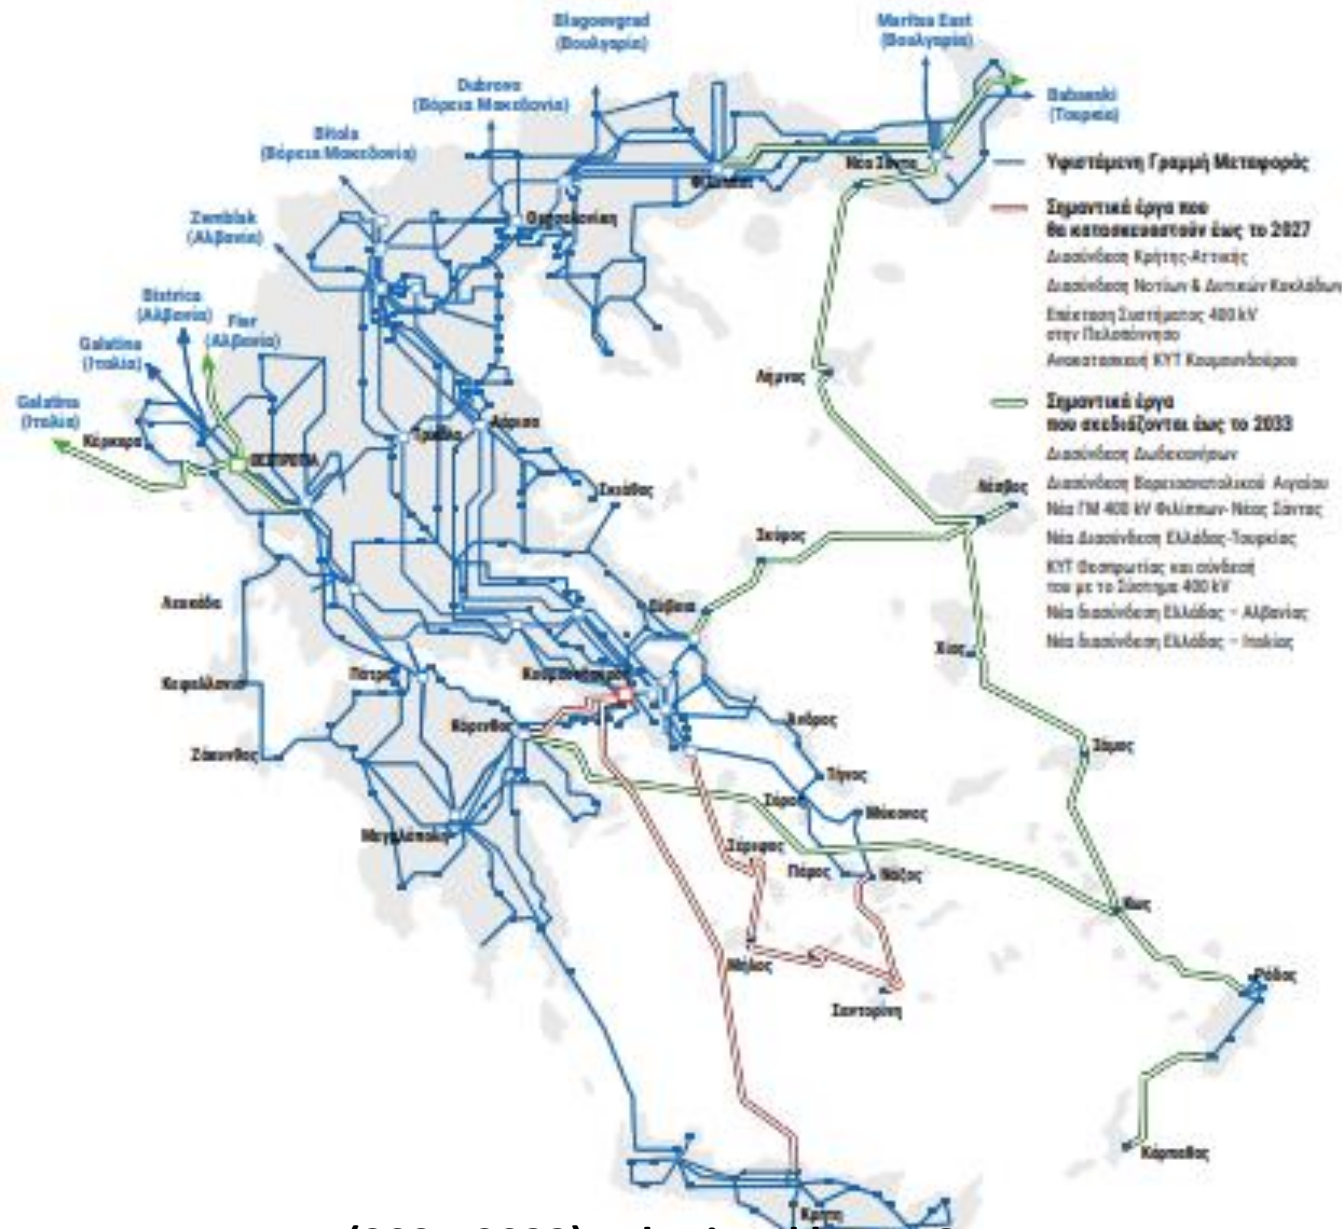 Blagoevgrad
(Βουλγαρία)
Maritsa East
(Βουλγαρία)
Dubrovo
(Βόρεια Μακεδονία)
Babaeski
(Τουρκία)
Bitola
(Βόρεια Μακεδονία)
Νέα Σάντα
Υφιστάμενη Γραμμή Μεταφοράς
Φίλιπποι
Zemblak
(Αλβανία)
Θεσσαλονίκη
Σημαντικά έργα που
θα κατασκευαστούν έως το 2027
Διασύνδεση Κρήτης-Αττικής
Διασύνδεση Νοτίων & Δυτικών Κυκλάδων
Επέκταση Συστήματος 400 kV
στην Πελοπόννησο
Ανακατασκευή ΚΥΤ Κουμουνδούρου
Bistrica
(Αλβανία)
Fier
(Αλβανία)
Galatina
(Ιταλία)
Galatina
(Ιταλία)
Λήμνος
Σημαντικά έργα
που σχεδιάζονται έως το 2033
Διασύνδεση Δωδεκανήσων
Διασύνδεση Βορειοανατολικού Αιγαίου
Νέα ΓΜ 400 kV Φιλίππων- Νέας Σάντας
Νέα Διασύνδεση Ελλάδας-Τουρκίας
ΚΥΤ Θεσπρωτίας και σύνδεσή
του με το Σύστημα 400 kV
Νέα διασύνδεση Ελλάδας – Αλβανίας
Νέα διασύνδεση Ελλάδας – Ιταλίας
Κέρκυρα
ΘΕΣΠΡΩΤΙΑ
Τρίκαλα
Λάρισα
Σκιάθος
Λέσβος
Σκύρος
Λευκάδα
Εύβοια
Χίος
Κεφαλλονιά
Πάτρα
Κουμουνδούρος
Κόρινθος
Άνδρος
Ζάκυνθος
Σάμος
Τήνος
Σύρος
Μύκονος
Μεγαλόπολη
Σέριφος
Πάρος
Νάξος
Κως
Μήλος
Ρόδος
Σαντορίνη
Κάρπαθος
Κρήτη